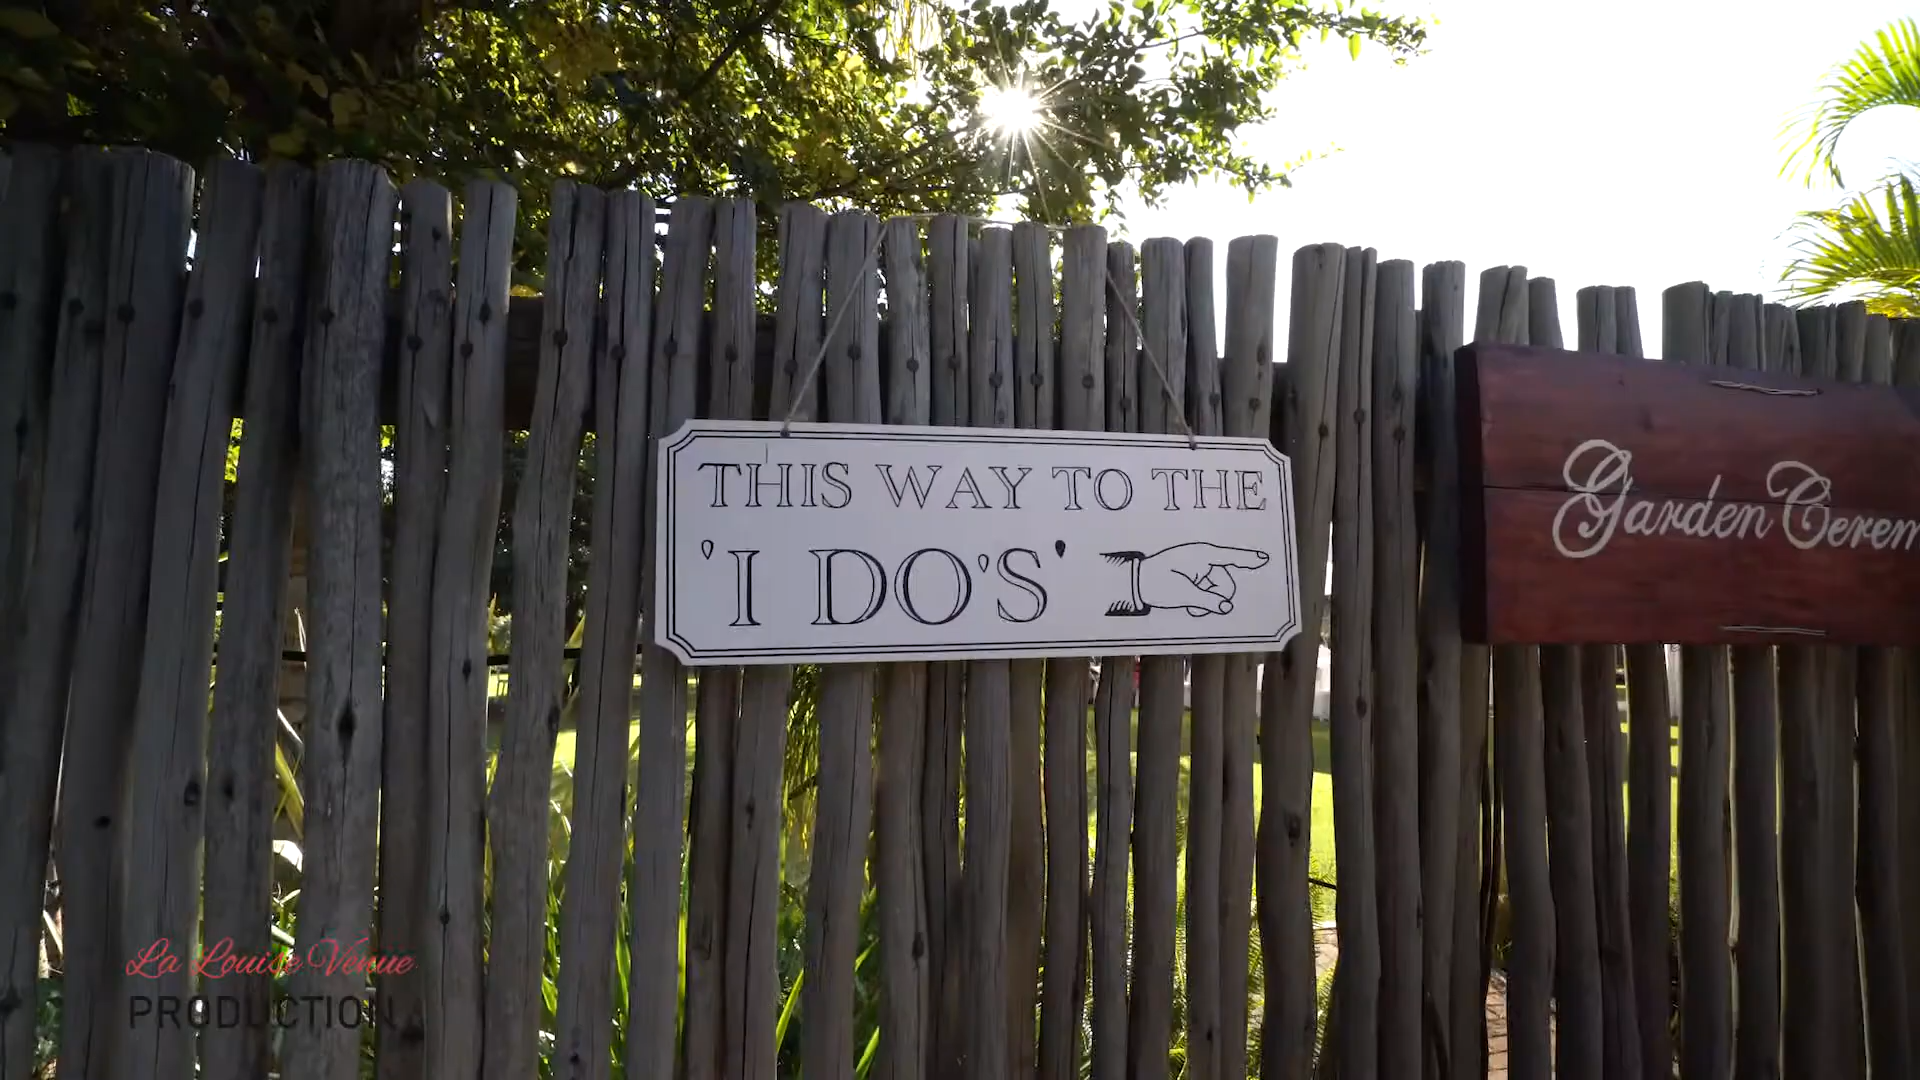 THIS WAY TO THE
'I DO'S'
Garden Cerem
La Louise Venue
PRODUCTION